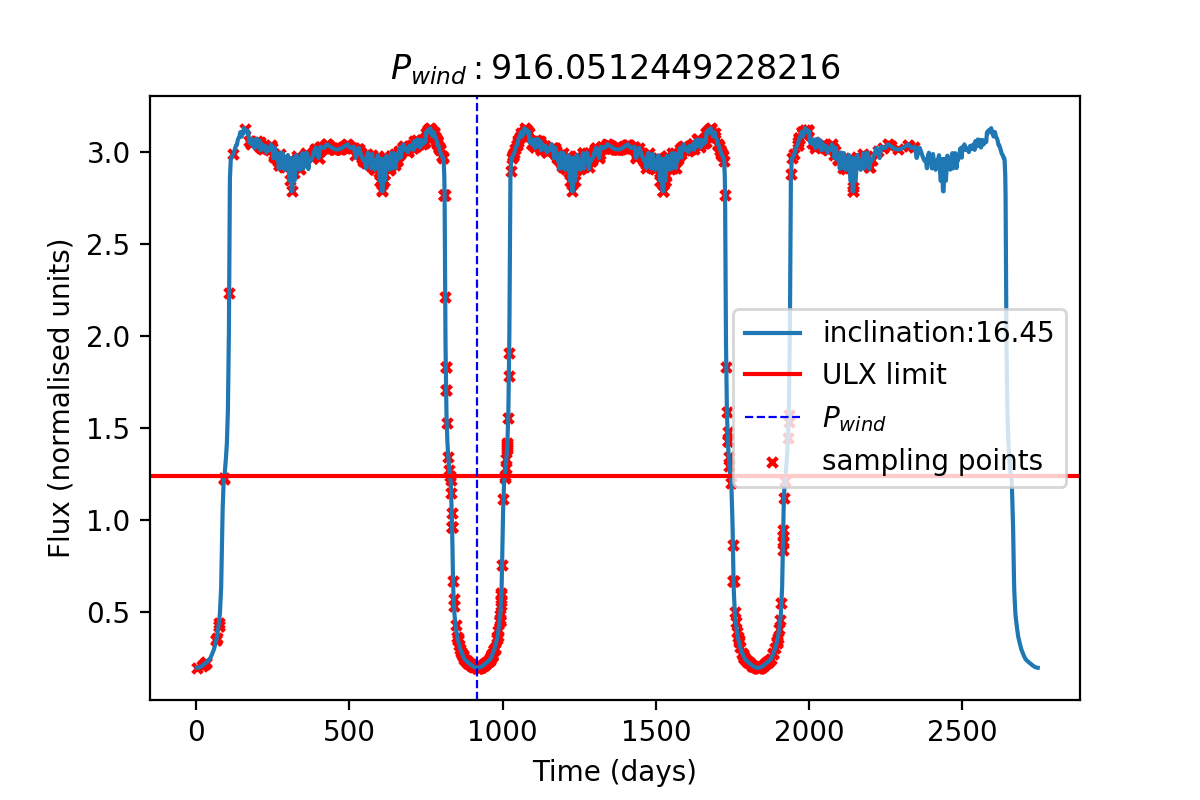 P_wind : 916.0512449228216
Flux (normalised units)
3.0
2.5
2.0
1.5
1.0
0.5
inclination:16.45
ULX limit
P_wind
sampling points
0 500 1000 1500 2000 2500
Time (days)